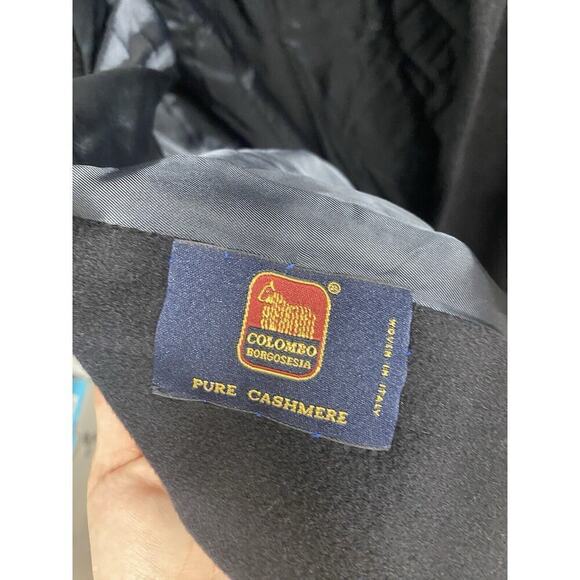 ®
COLOMBO
BORGOSESIA
PURE CASHMERE
WOVEN IN ITALY